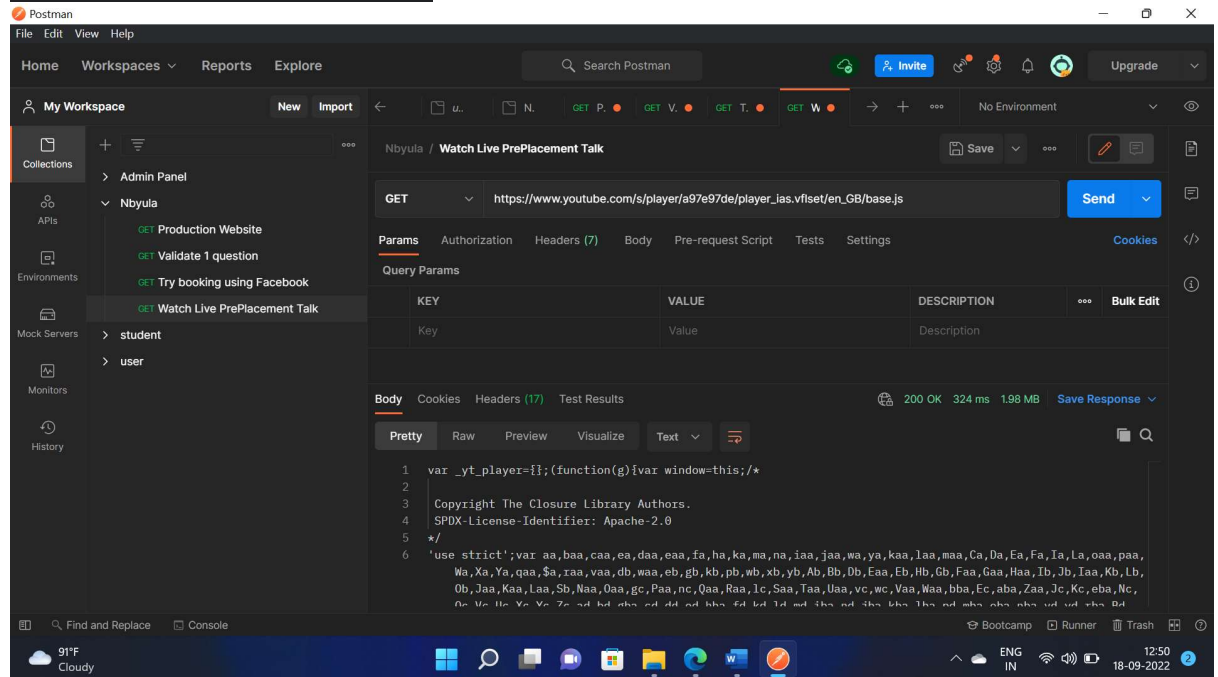 Postman
File Edit View Help
Home Workspaces Reports Explore Search Postman Invite Upgrade
My Workspace New Import u.. N. GET P. GET V. GET T. GET W No Environment
Collections
APIs
Environments
Mock Servers
Monitors
History
Admin Panel
Nbyula
GET Production Website
GET Validate 1 question
GET Try booking using Facebook
GET Watch Live PrePlacement Talk
student
user
Nbyula / Watch Live PrePlacement Talk Save
GET https://www.youtube.com/s/player/a97e97de/player_ias.vflset/en_GB/base.js Send
Params Authorization Headers (7) Body Pre-request Script Tests Settings Cookies
Query Params
KEY VALUE DESCRIPTION Bulk Edit
Key Value Description
Body Cookies Headers (17) Test Results 200 OK 324 ms 1.98 MB Save Response
Pretty Raw Preview Visualize Text
1 var _yt_player={};(function(g){var window=this;/*
2
3 Copyright The Closure Library Authors.
4 SPDX-License-Identifier: Apache-2.0
5 */
6 'use strict';var aa,baa,caa,ea,daa,eaa,fa,ha,ka,ma,na,iaa,jaa,wa,ya,kaa,laa,maa,Ca,Da,Ea,Fa,Ia,La,oaa,paa,
Wa,Xa,Ya,qaa,$a,raa,vaa,db,waa,eb,gb,kb,pb,wb,xb,yb,Ab,Bb,Db,Eaa,Eb,Hb,Gb,Faa,Gaa,Haa,Ib,Jb,Iaa,Kb,Lb,
Ob,Jaa,Kaa,Laa,Sb,Naa,Oaa,gc,Paa,nc,Qaa,Raa,lc,Saa,Taa,Uaa,vc,wc,Vaa,Waa,bba,Ec,aba,Zaa,Jc,Kc,eba,Nc,
Find and Replace Console Bootcamp Runner Trash
91°F
Cloudy
ENG
IN
12:50
18-09-2022
2